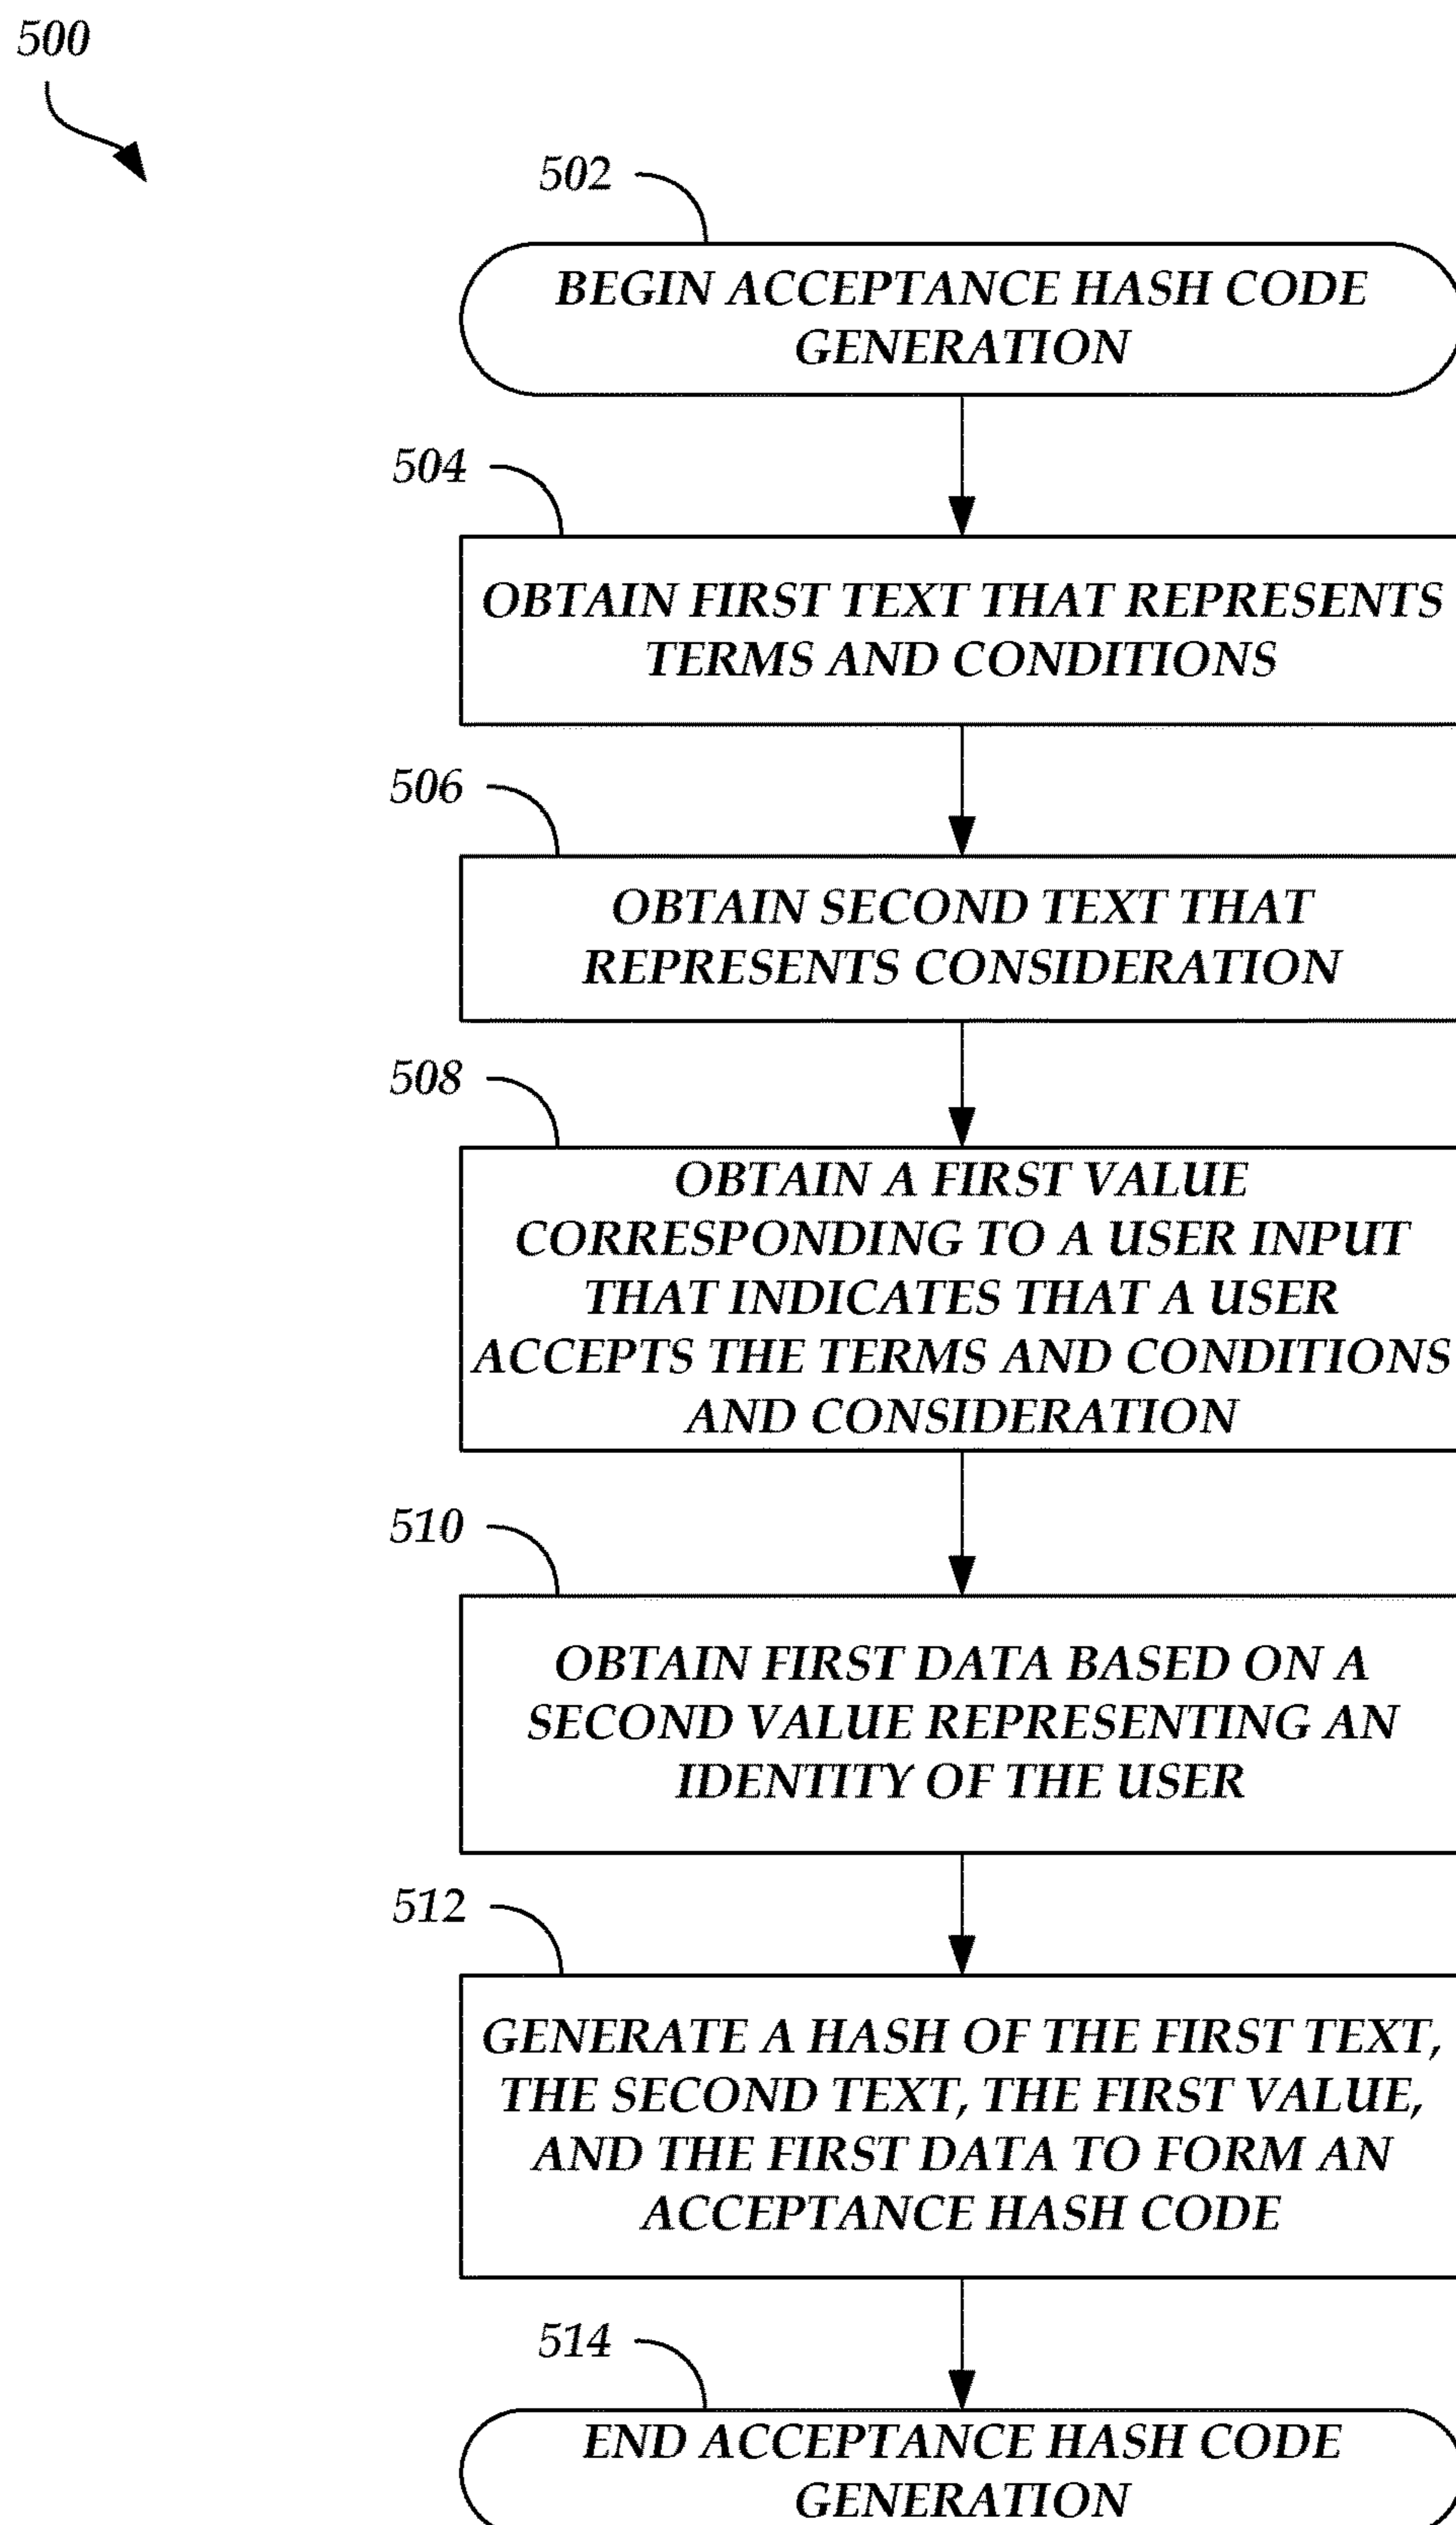 500
502
BEGIN ACCEPTANCE HASH CODE
GENERATION
504
OBTAIN FIRST TEXT THAT REPRESENTS
TERMS AND CONDITIONS
506
OBTAIN SECOND TEXT THAT
REPRESENTS CONSIDERATION
508
OBTAIN A FIRST VALUE
CORRESPONDING TO A USER INPUT
THAT INDICATES THAT A USER
ACCEPTS THE TERMS AND CONDITIONS
AND CONSIDERATION
510
OBTAIN FIRST DATA BASED ON A
SECOND VALUE REPRESENTING AN
IDENTITY OF THE USER
512
GENERATE A HASH OF THE FIRST TEXT,
THE SECOND TEXT, THE FIRST VALUE,
AND THE FIRST DATA TO FORM AN
ACCEPTANCE HASH CODE
514
END ACCEPTANCE HASH CODE
GENERATION